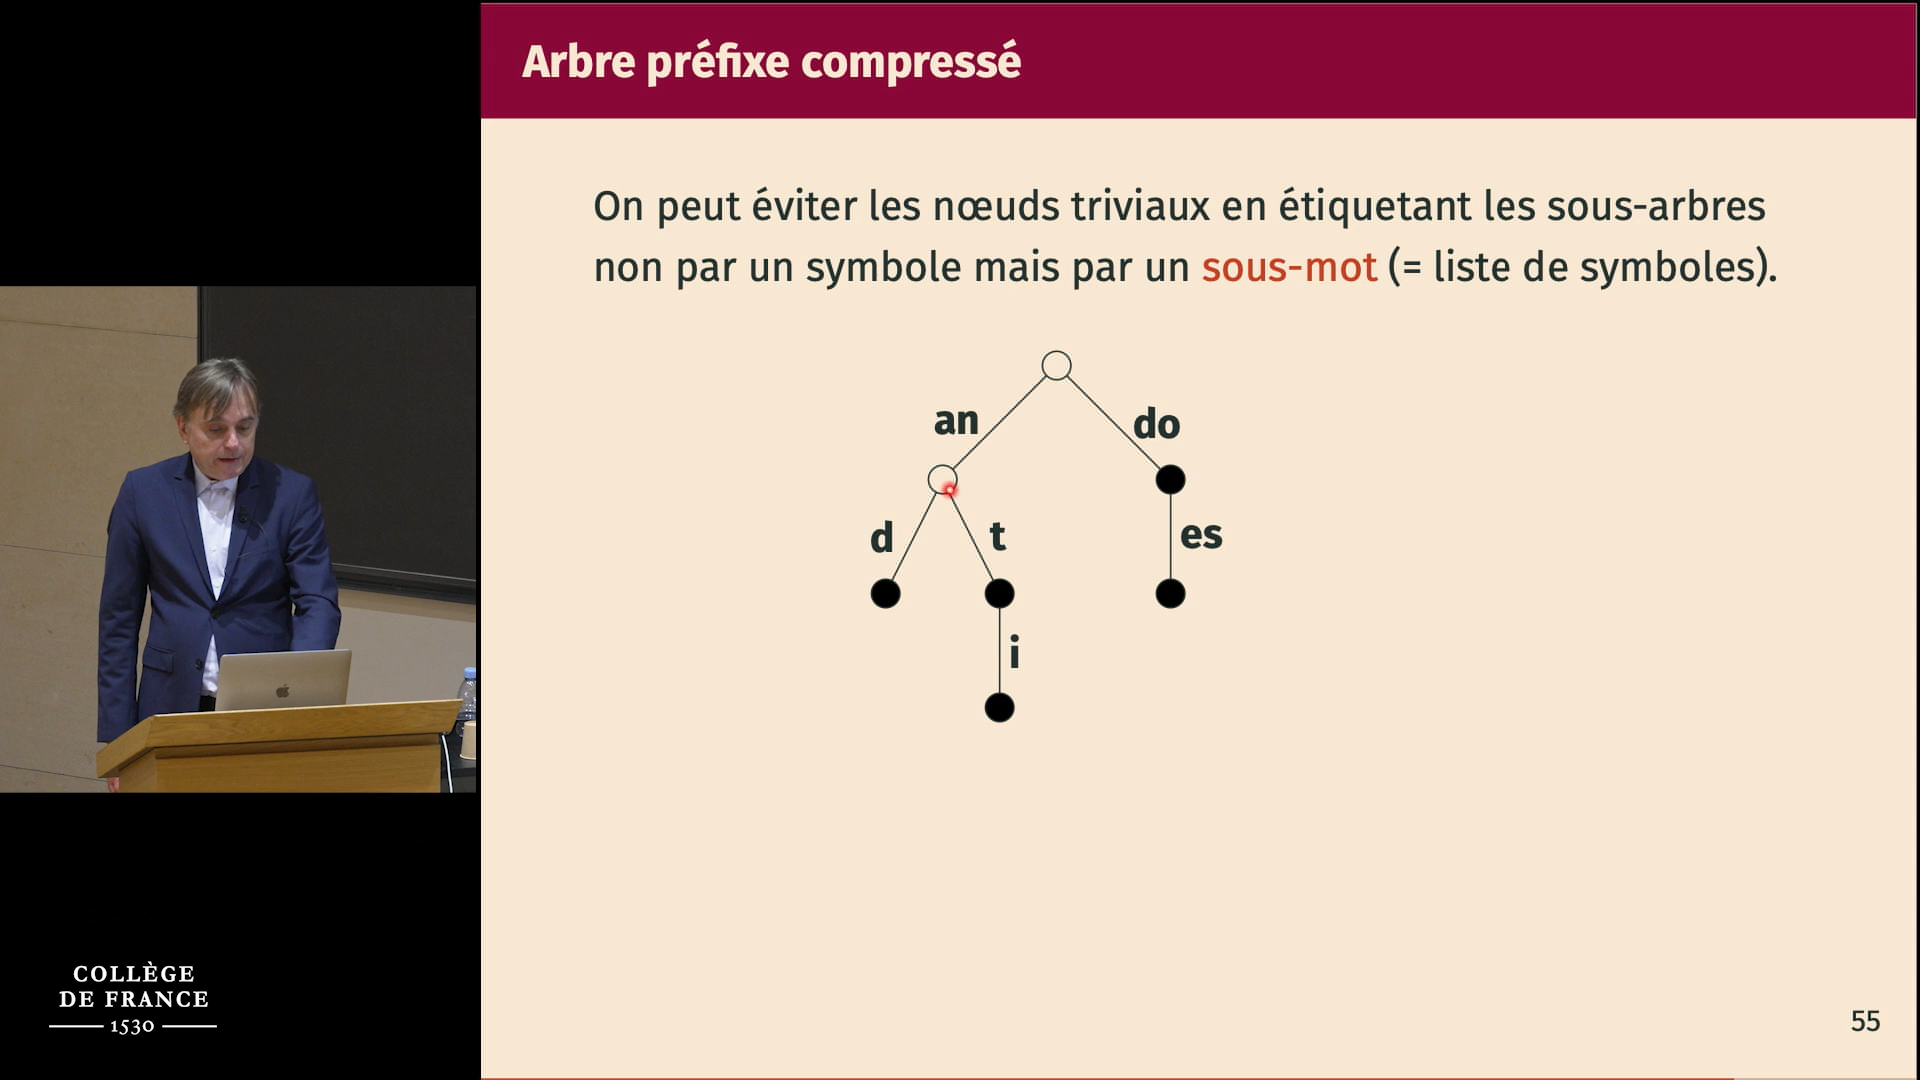 Arbre préfixe compressé
On peut éviter les nœuds triviaux en étiquetant les sous-arbres
non par un symbole mais par un sous-mot (= liste de symboles).
an
do
d
t
es
i
COLLÈGE
DE FRANCE
1530
55